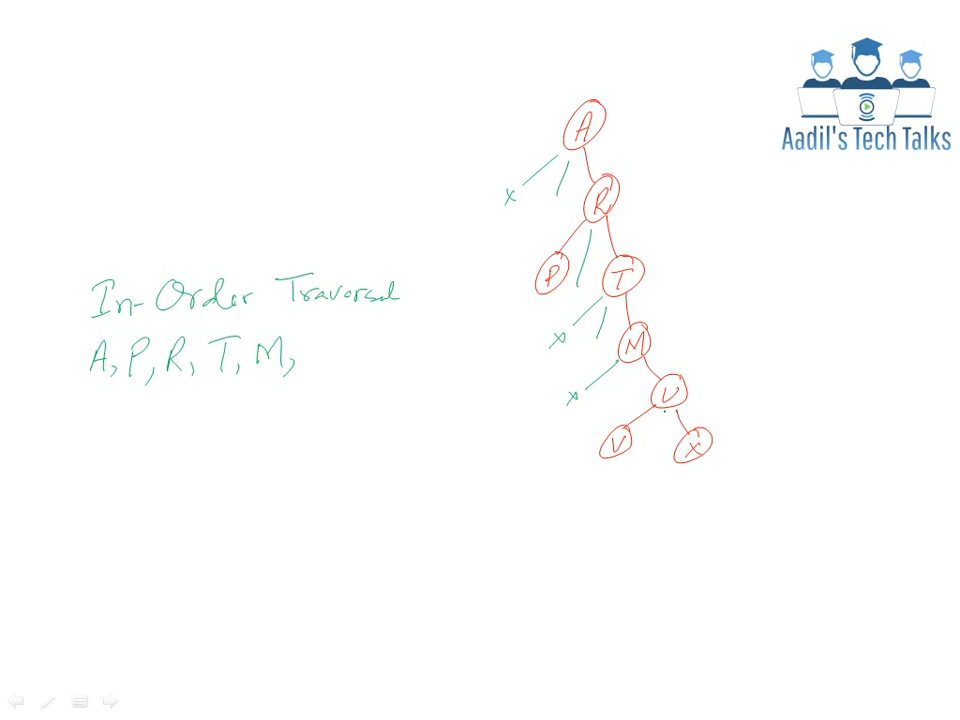 Aadil's Tech Talks
A
x
R
P
T
In-Order Traversal
x
M
A, P, R, T, M,
x
U
V
X